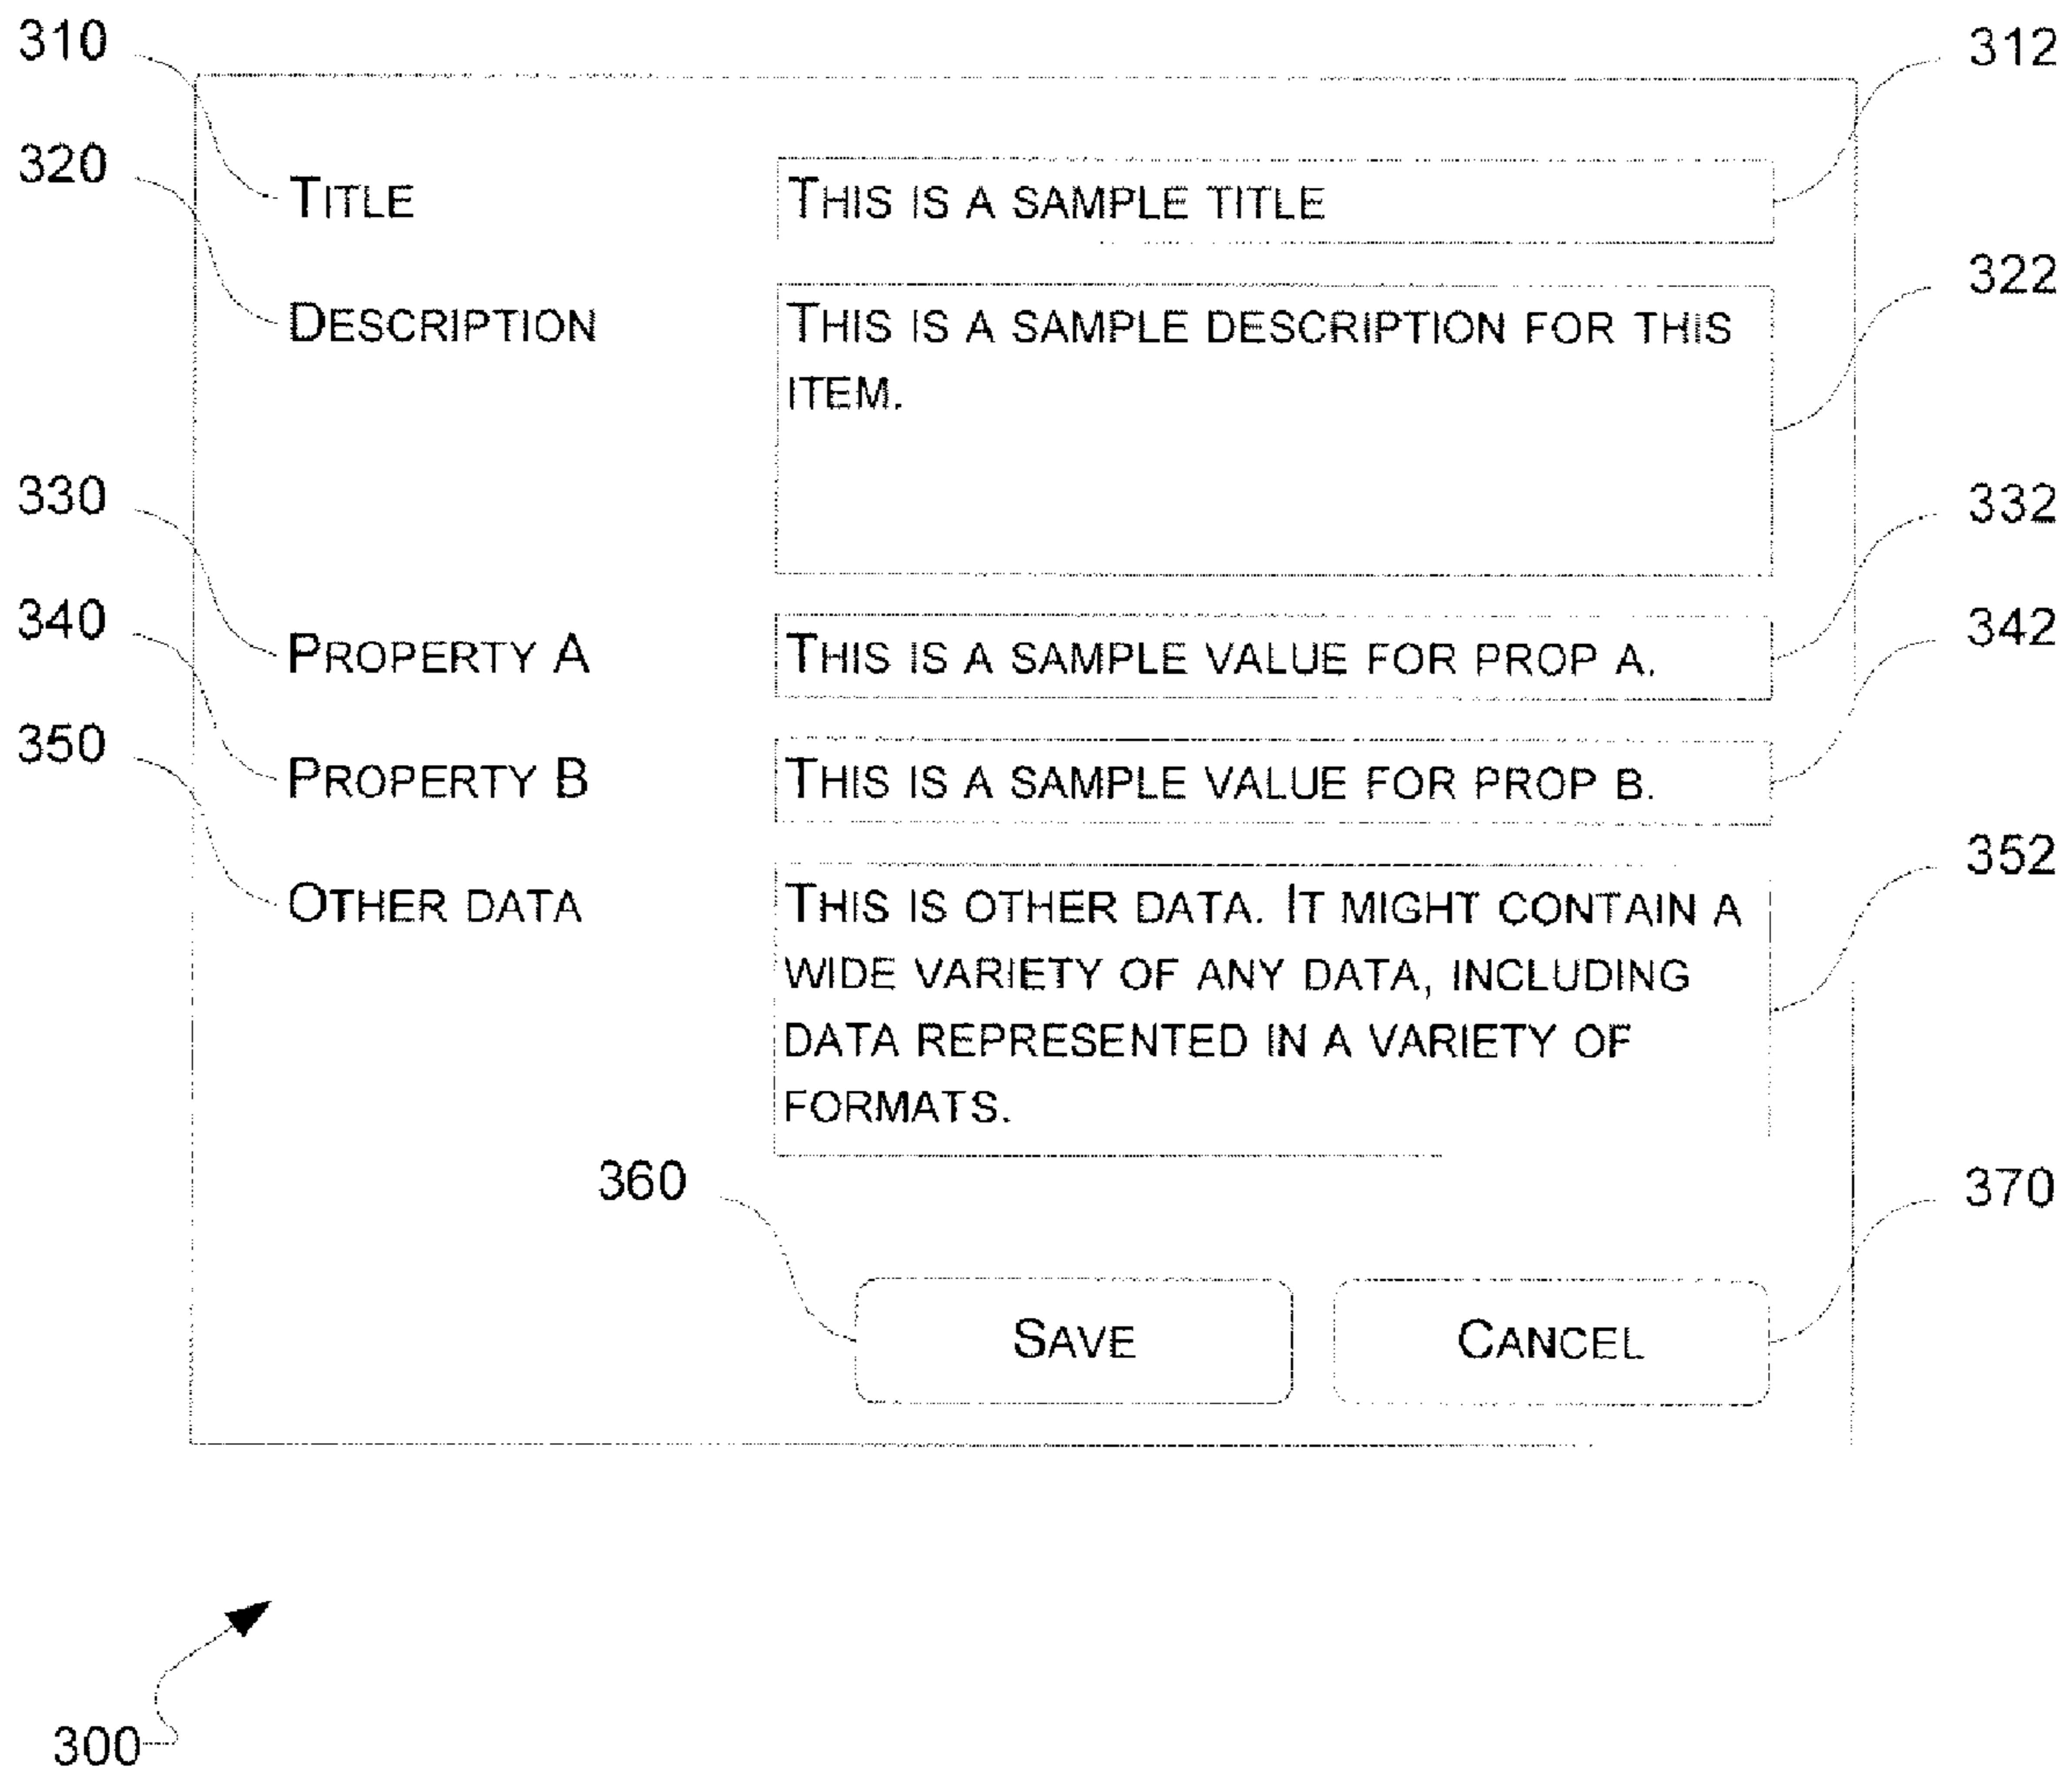 310
312
320
TITLE
THIS IS A SAMPLE TITLE
322
DESCRIPTION
THIS IS A SAMPLE DESCRIPTION FOR THIS
ITEM.
330
332
340
342
PROPERTY A
THIS IS A SAMPLE VALUE FOR PROP A.
350
PROPERTY B
THIS IS A SAMPLE VALUE FOR PROP B.
352
OTHER DATA
THIS IS OTHER DATA. IT MIGHT CONTAIN A
WIDE VARIETY OF ANY DATA, INCLUDING
DATA REPRESENTED IN A VARIETY OF
FORMATS.
360
370
SAVE
CANCEL
300